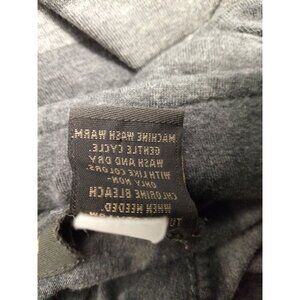 MACHINE WASH WARM.
GENTLE CYCLE.
WASH AND DRY
WITH LIKE COLORS.
ONLY NON-
CHLORINE BLEACH
WHEN NEEDED.